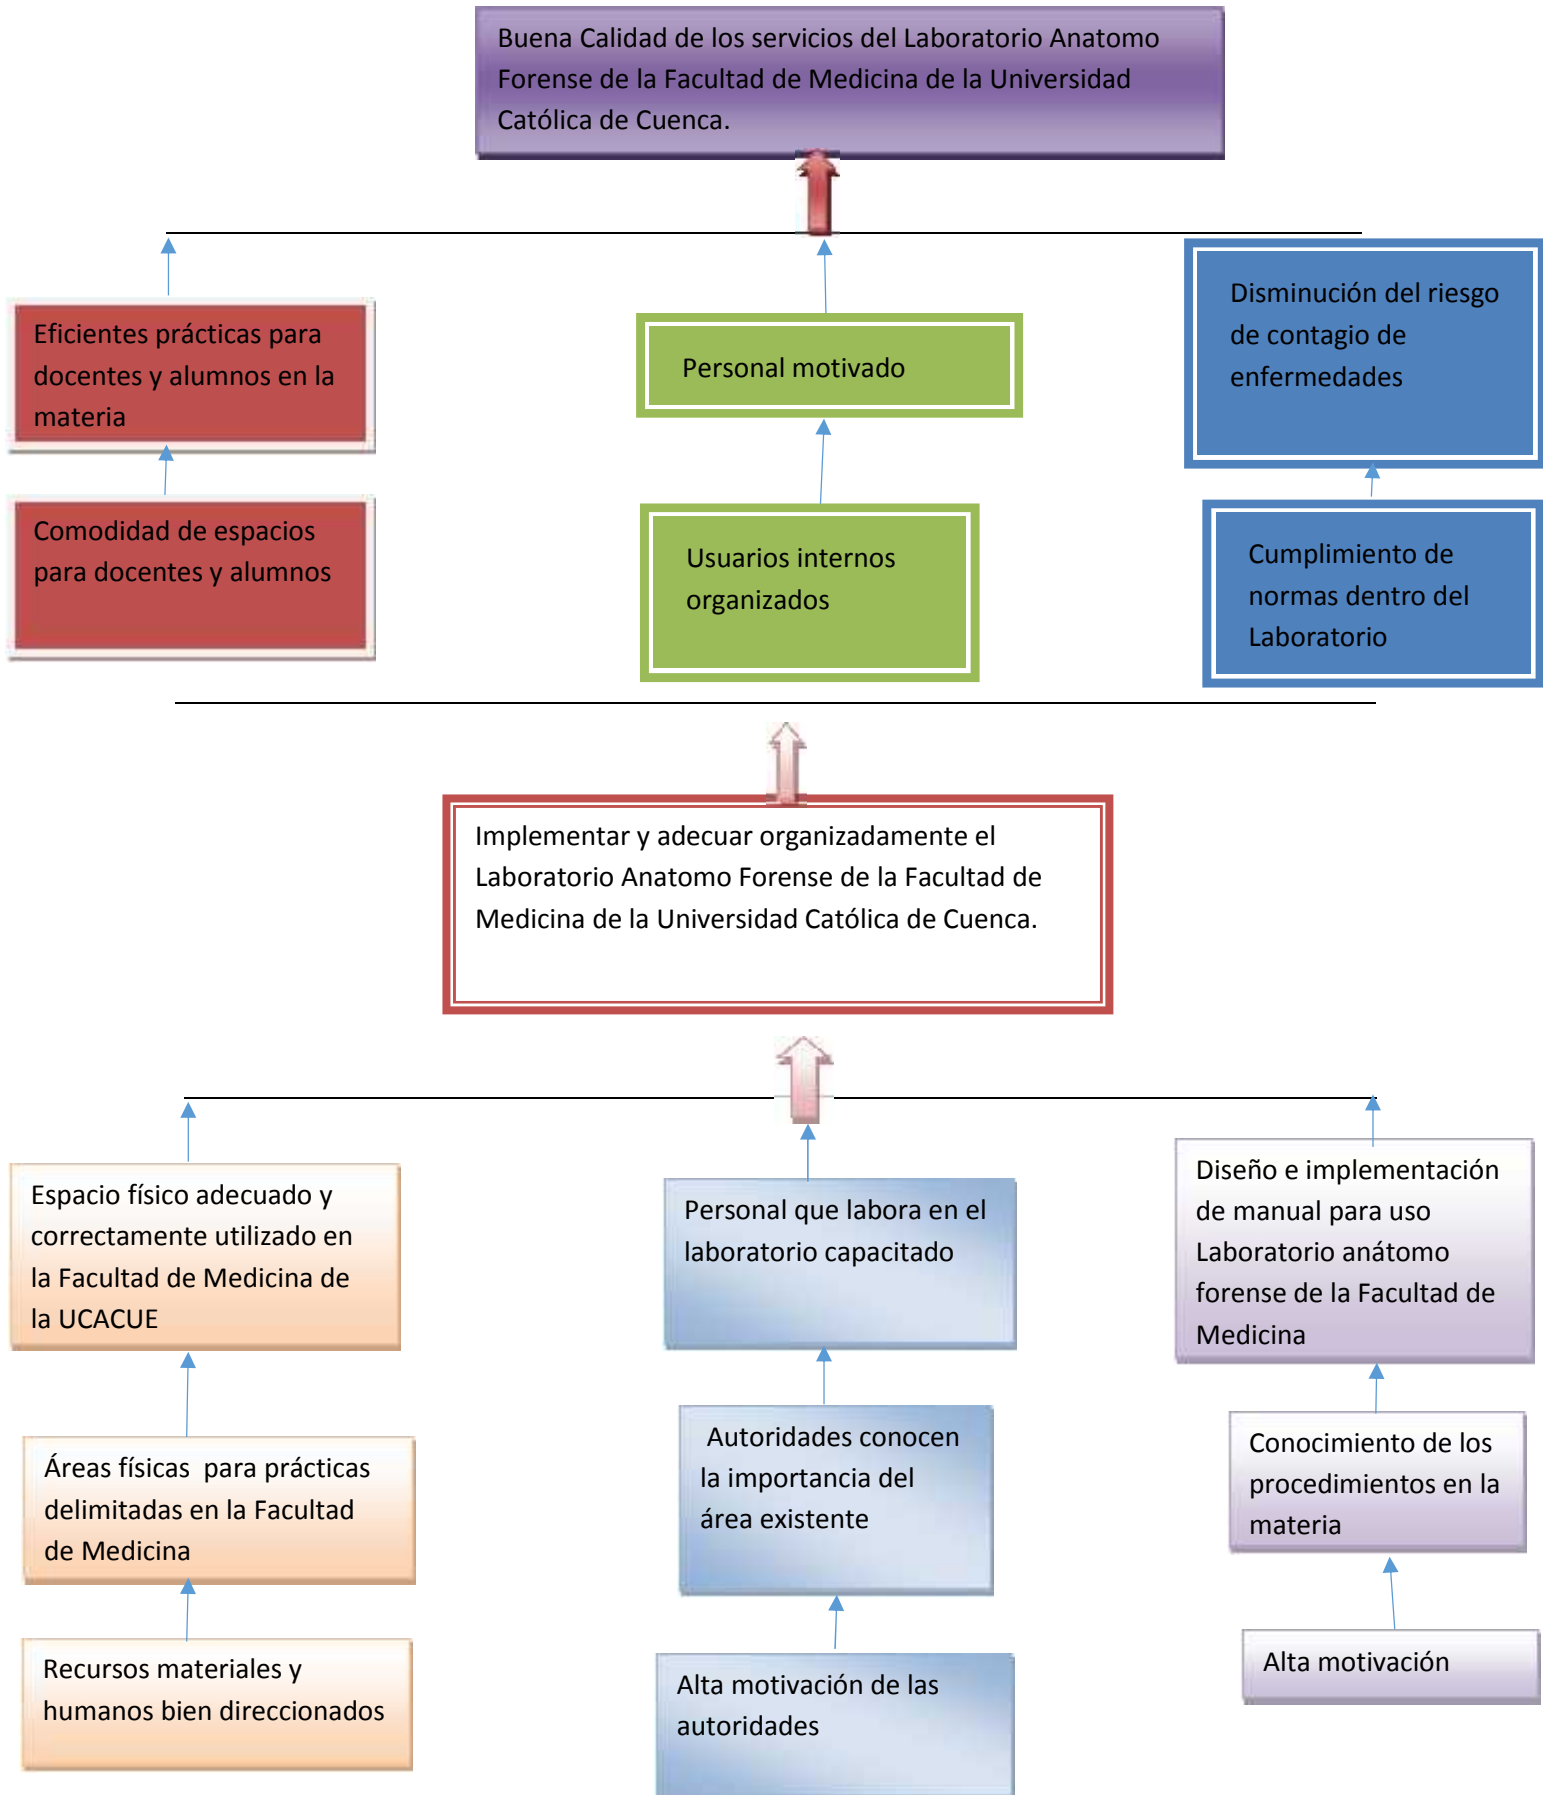 Buena Calidad de los servicios del Laboratorio Anatomo
Forense de la Facultad de Medicina de la Universidad
Católica de Cuenca.
Eficientes prácticas para
docentes y alumnos en la
materia
Personal motivado
Disminución del riesgo
de contagio de
enfermedades
Comodidad de espacios
para docentes y alumnos
Usuarios internos
organizados
Cumplimiento de
normas dentro del
Laboratorio
Implementar y adecuar organizadamente el
Laboratorio Anatomo Forense de la Facultad de
Medicina de la Universidad Católica de Cuenca.
Espacio físico adecuado y
correctamente utilizado en
la Facultad de Medicina de
la UCACUE
Personal que labora en el
laboratorio capacitado
Diseño e implementación
de manual para uso
Laboratorio anátomo
forense de la Facultad de
Medicina
Áreas físicas  para prácticas
delimitadas en la Facultad
de Medicina
Autoridades conocen
la importancia del
área existente
Conocimiento de los
procedimientos en la
materia
Recursos materiales y
humanos bien direccionados
Alta motivación de las
autoridades
Alta motivación